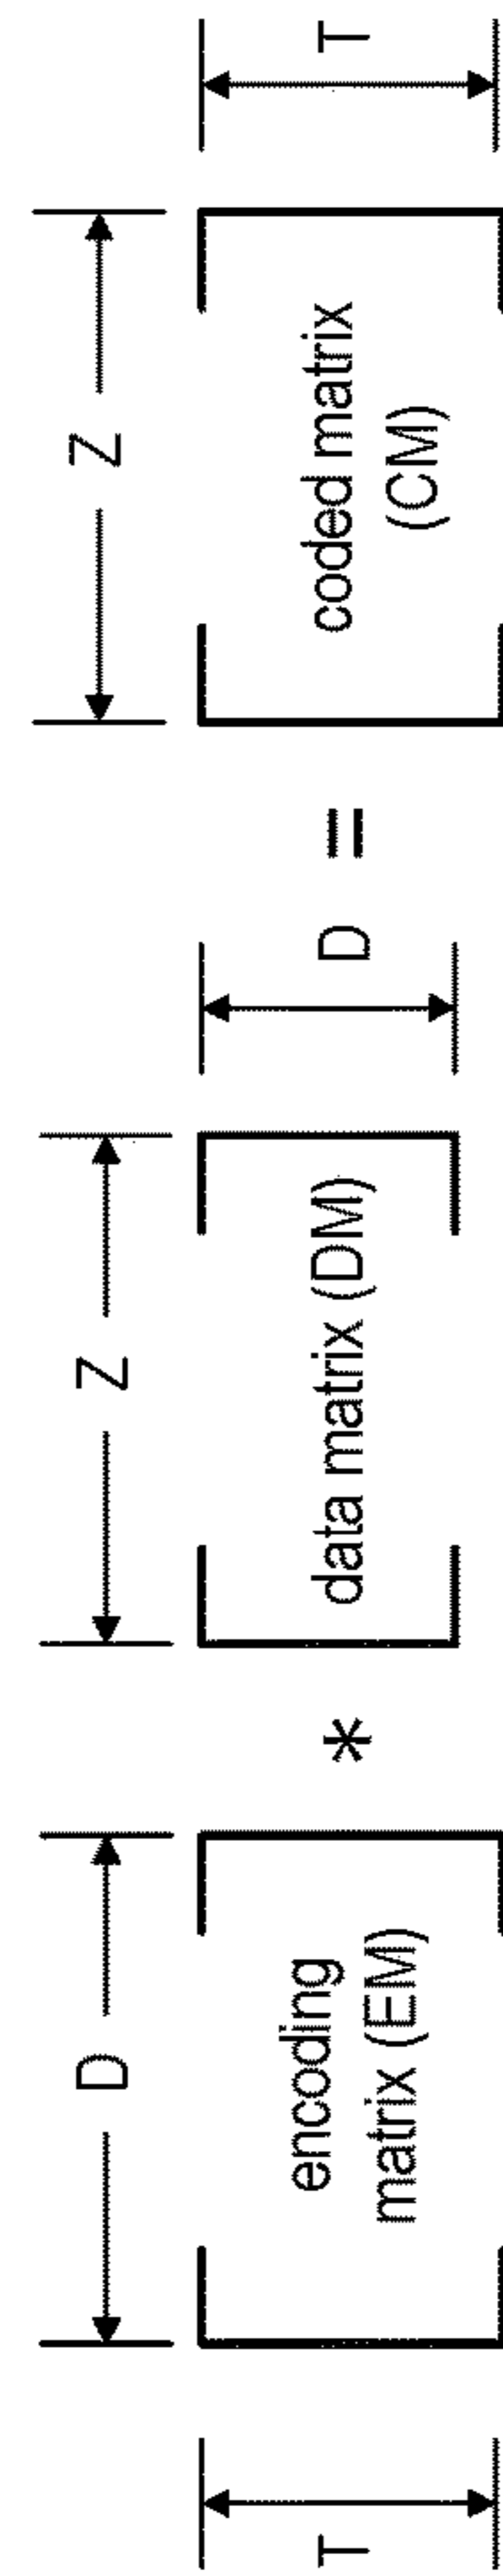 T
D
encoding
matrix (EM)
*
Z
data matrix (DM)
D
=
Z
coded matrix
(CM)
T